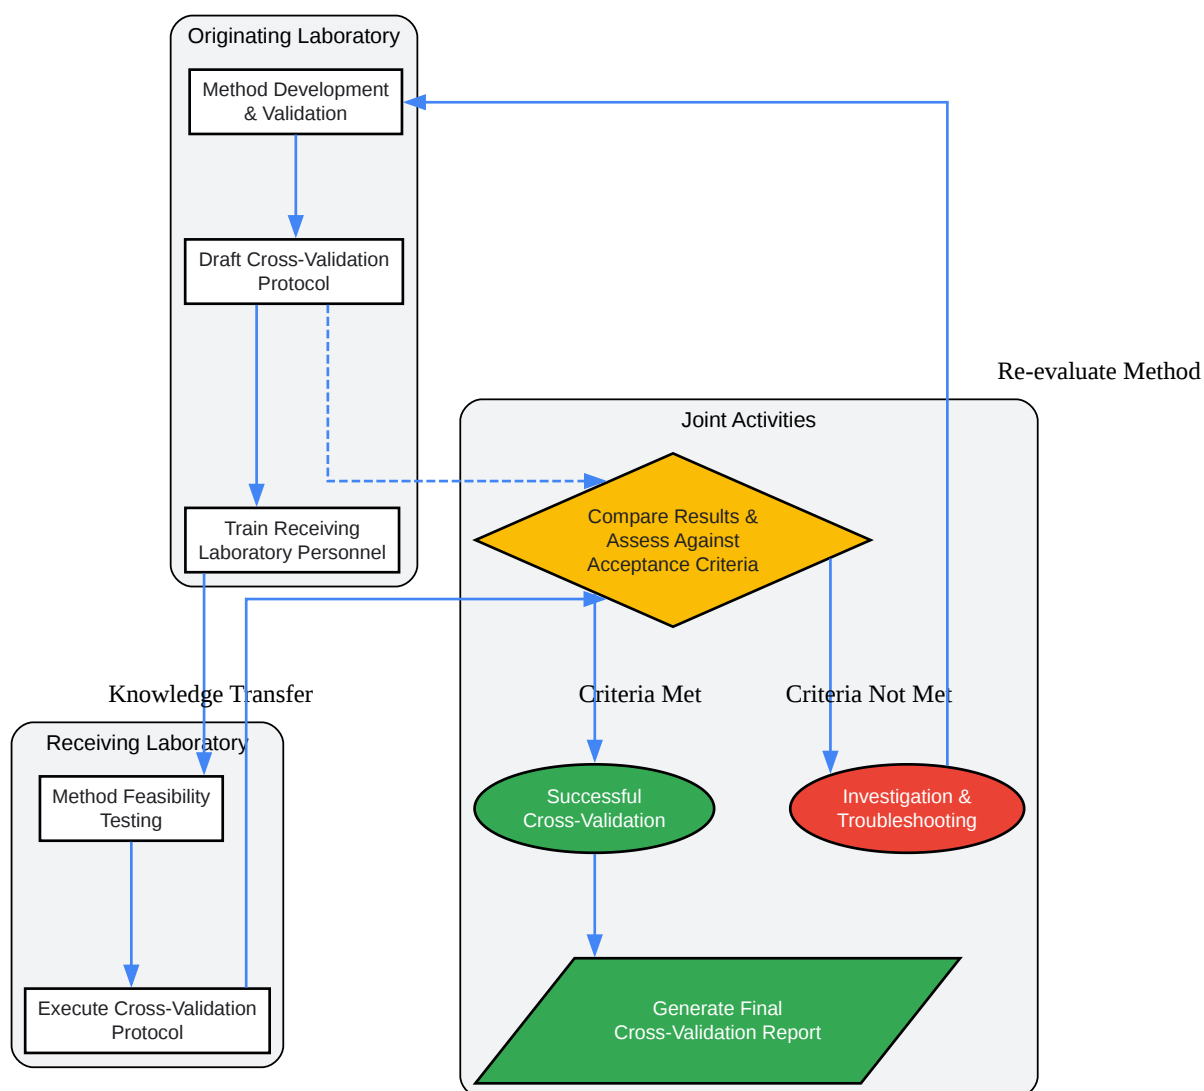 Originating Laboratory
Method Development
& Validation
Draft Cross-Validation
Protocol
Train Receiving
Laboratory Personnel
Re-evaluate Method
Joint Activities
Compare Results &
Assess Against
Acceptance Criteria
Knowledge Transfer
Criteria Met
Criteria Not Met
Receiving Laboratory
Method Feasibility
Testing
Successful
Cross-Validation
Investigation &
Troubleshooting
Execute Cross-Validation
Protocol
Generate Final
Cross-Validation Report